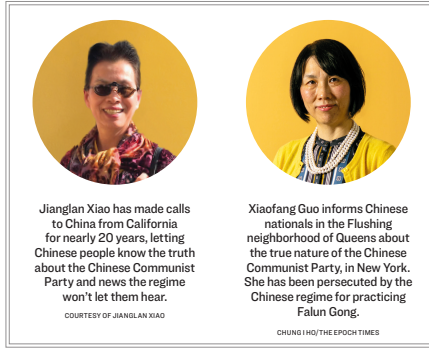 Jianglan Xiao has made calls
to China from California
for nearly 20 years, letting
Chinese people know the truth
about the Chinese Communist
Party and news the regime
won't let them hear.
COURTESY OF JIANGLAN XIAO
Xiaofang Guo informs Chinese
nationals in the Flushing
neighborhood of Queens about
the true nature of the Chinese
Communist Party, in New York.
She has been persecuted by the
Chinese regime for practicing
Falun Gong.
CHUNG I HO/THE EPOCH TIMES